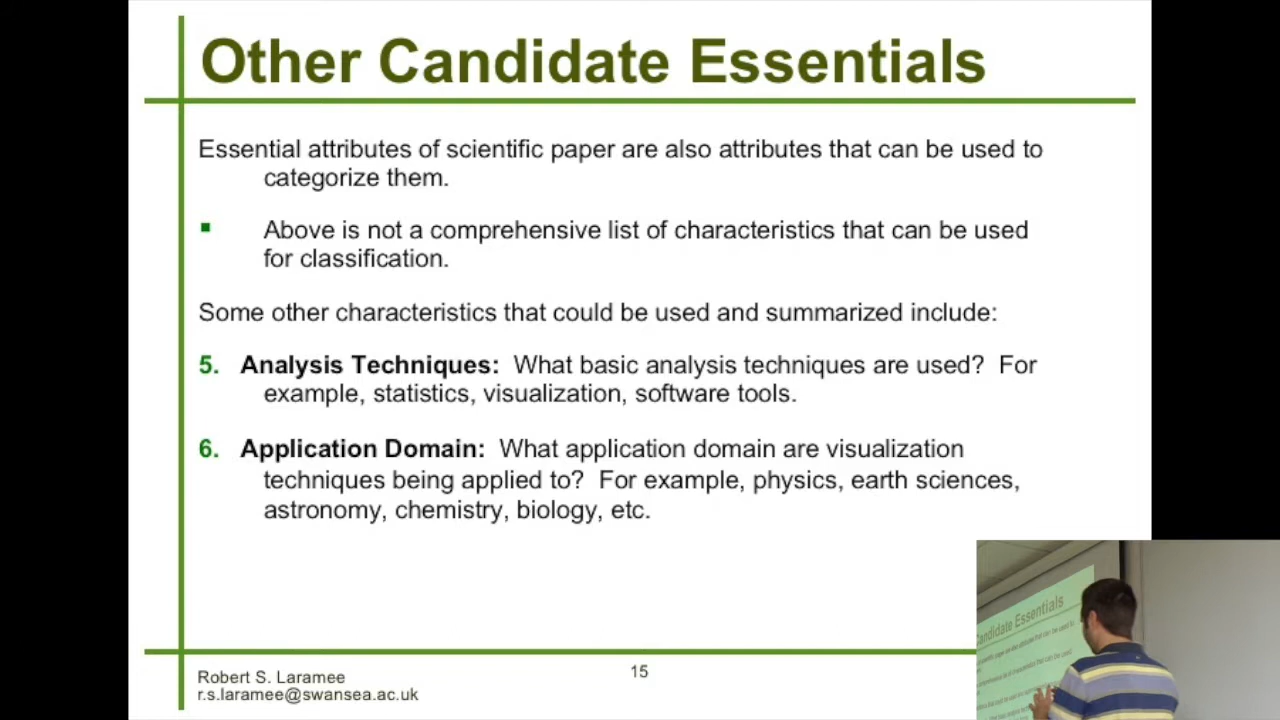 Other Candidate Essentials
Essential attributes of scientific paper are also attributes that can be used to
categorize them.
▪ Above is not a comprehensive list of characteristics that can be used
for classification.
Some other characteristics that could be used and summarized include:
5. Analysis Techniques: What basic analysis techniques are used? For
example, statistics, visualization, software tools.
6. Application Domain: What application domain are visualization
techniques being applied to? For example, physics, earth sciences,
astronomy, chemistry, biology, etc.
Robert S. Laramee
r.s.laramee@swansea.ac.uk
15
Candidate Essentials